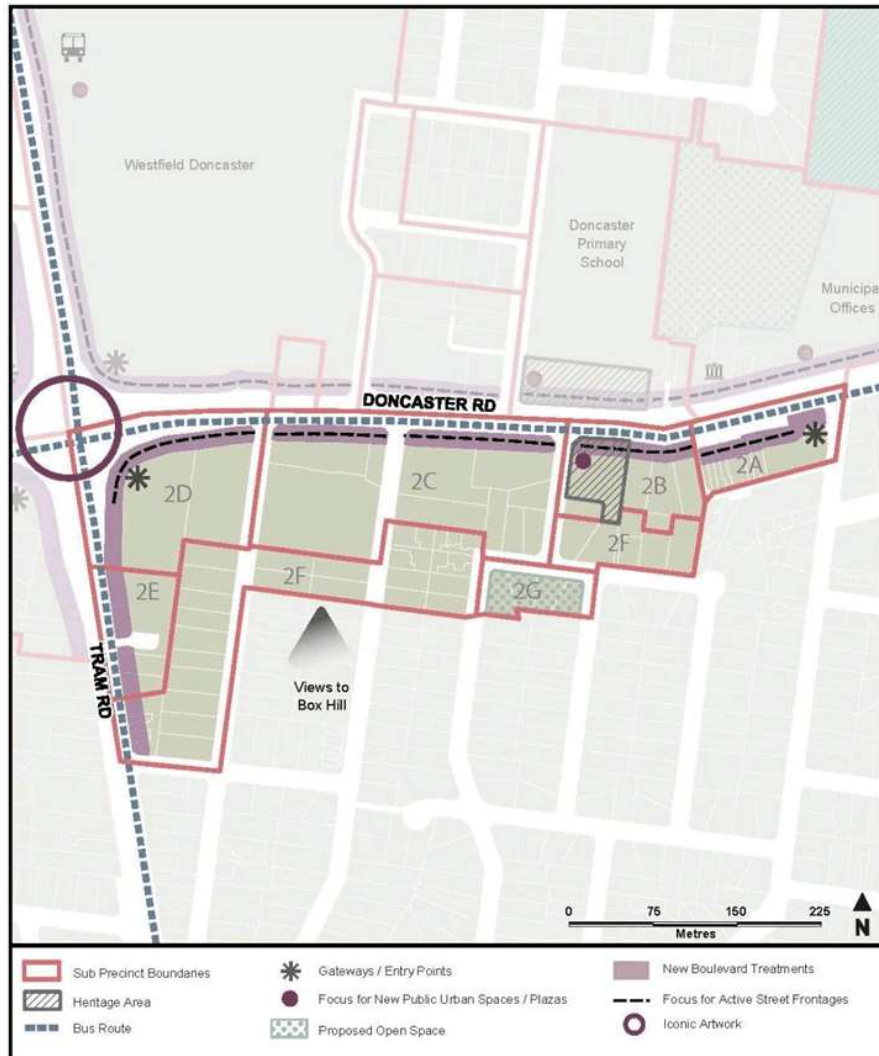 Westfield Doncaster
Doncaster
Primary
School
Municipa
Offices
DONCASTER RD
2A
2B
2C
2D
2F
2F
2G
2E
TRAM RD
Views to
Box Hill
0 75 150 225
Metres
N
Sub Precinct Boundaries
Gateways / Entry Points
New Boulevard Treatments
Heritage Area
Focus for New Public Urban Spaces / Plazas
Focus for Active Street Frontages
Bus Route
Proposed Open Space
Iconic Artwork